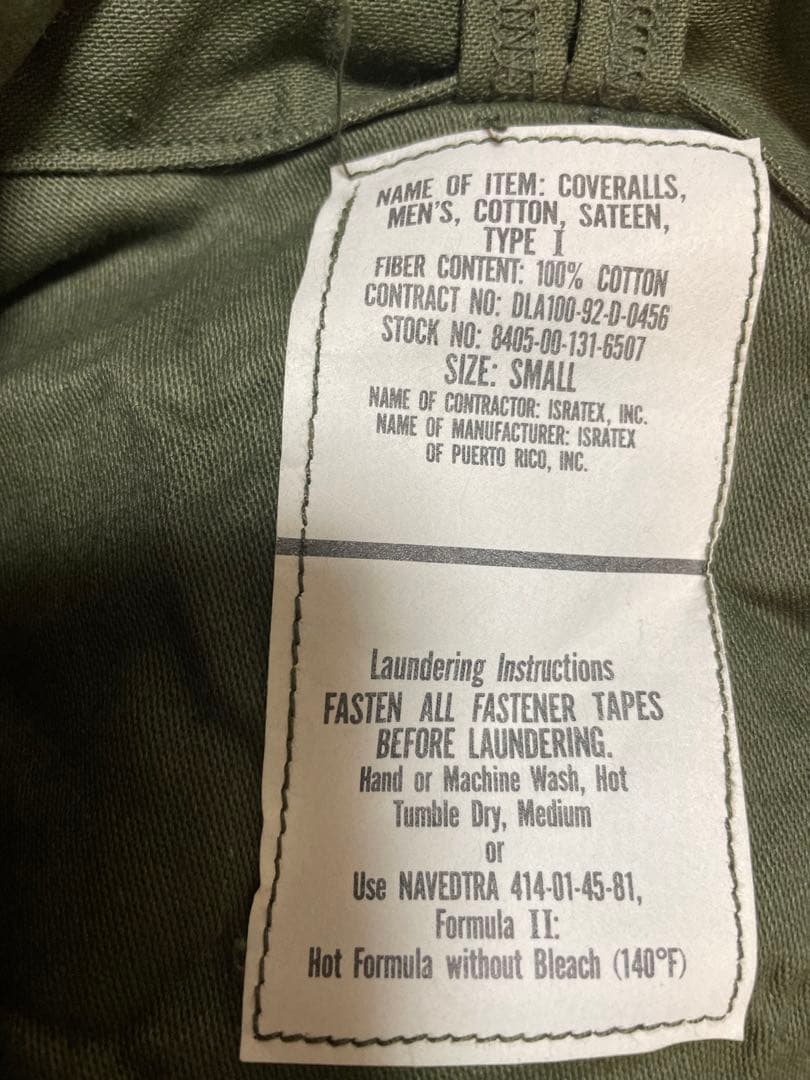 NAME OF ITEM: COVERALLS,
MEN'S, COTTON, SATEEN,
TYPE I
FIBER CONTENT: 100% COTTON
CONTRACT NO: DLA100-92-D-0456
STOCK NO: 8405-00-131-6507
SIZE: SMALL
NAME OF CONTRACTOR: ISRATEX, INC.
NAME OF MANUFACTURER: ISRATEX
OF PUERTO RICO, INC.
Laundering Instructions
FASTEN ALL FASTENER TAPES
BEFORE LAUNDERING.
Hand or Machine Wash, Hot
Tumble Dry, Medium
or
Use NAVEDTRA 414-01-45-81,
Formula II:
Hot Formula without Bleach (140°F)